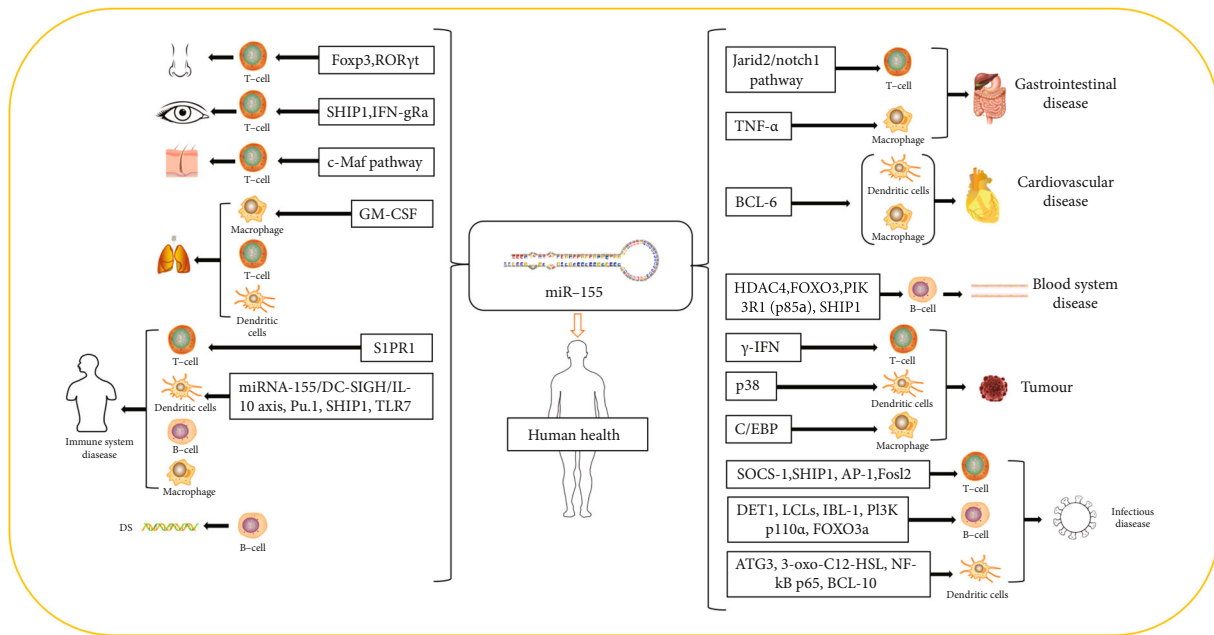 Foxp3,RORγt
T-cell
SHIP1,IFN-gRa
T-cell
c-Maf pathway
T-cell
GM-CSF
Macrophage
T-cell
Dendritic
cells
S1PR1
T-cell
miRNA-155/DC-SIGH/IL-
10 axis, Pu.1, SHIP1, TLR7
Dendritic cells
B-cell
Macrophage
Immune system
diasease
DS
B-cell
miR-155
Human health
Jarid2/notch1
pathway
T-cell
TNF-α
Macrophage
Gastrointestinal
disease
BCL-6
Dendritic cells
Macrophage
Cardiovascular
disease
HDAC4,FOXO3,PIK
3R1 (p85a), SHIP1
B-cell
Blood system
disease
γ-IFN
T-cell
p38
Dendritic cells
C/EBP
Macrophage
Tumour
SOCS-1,SHIP1, AP-1,Fosl2
T-cell
DET1, LCLs, IBL-1, Pl3K
p110α, FOXO3a
B-cell
ATG3, 3-oxo-C12-HSL, NF-
kB p65, BCL-10
Dendritic cells
Infectious
diasease